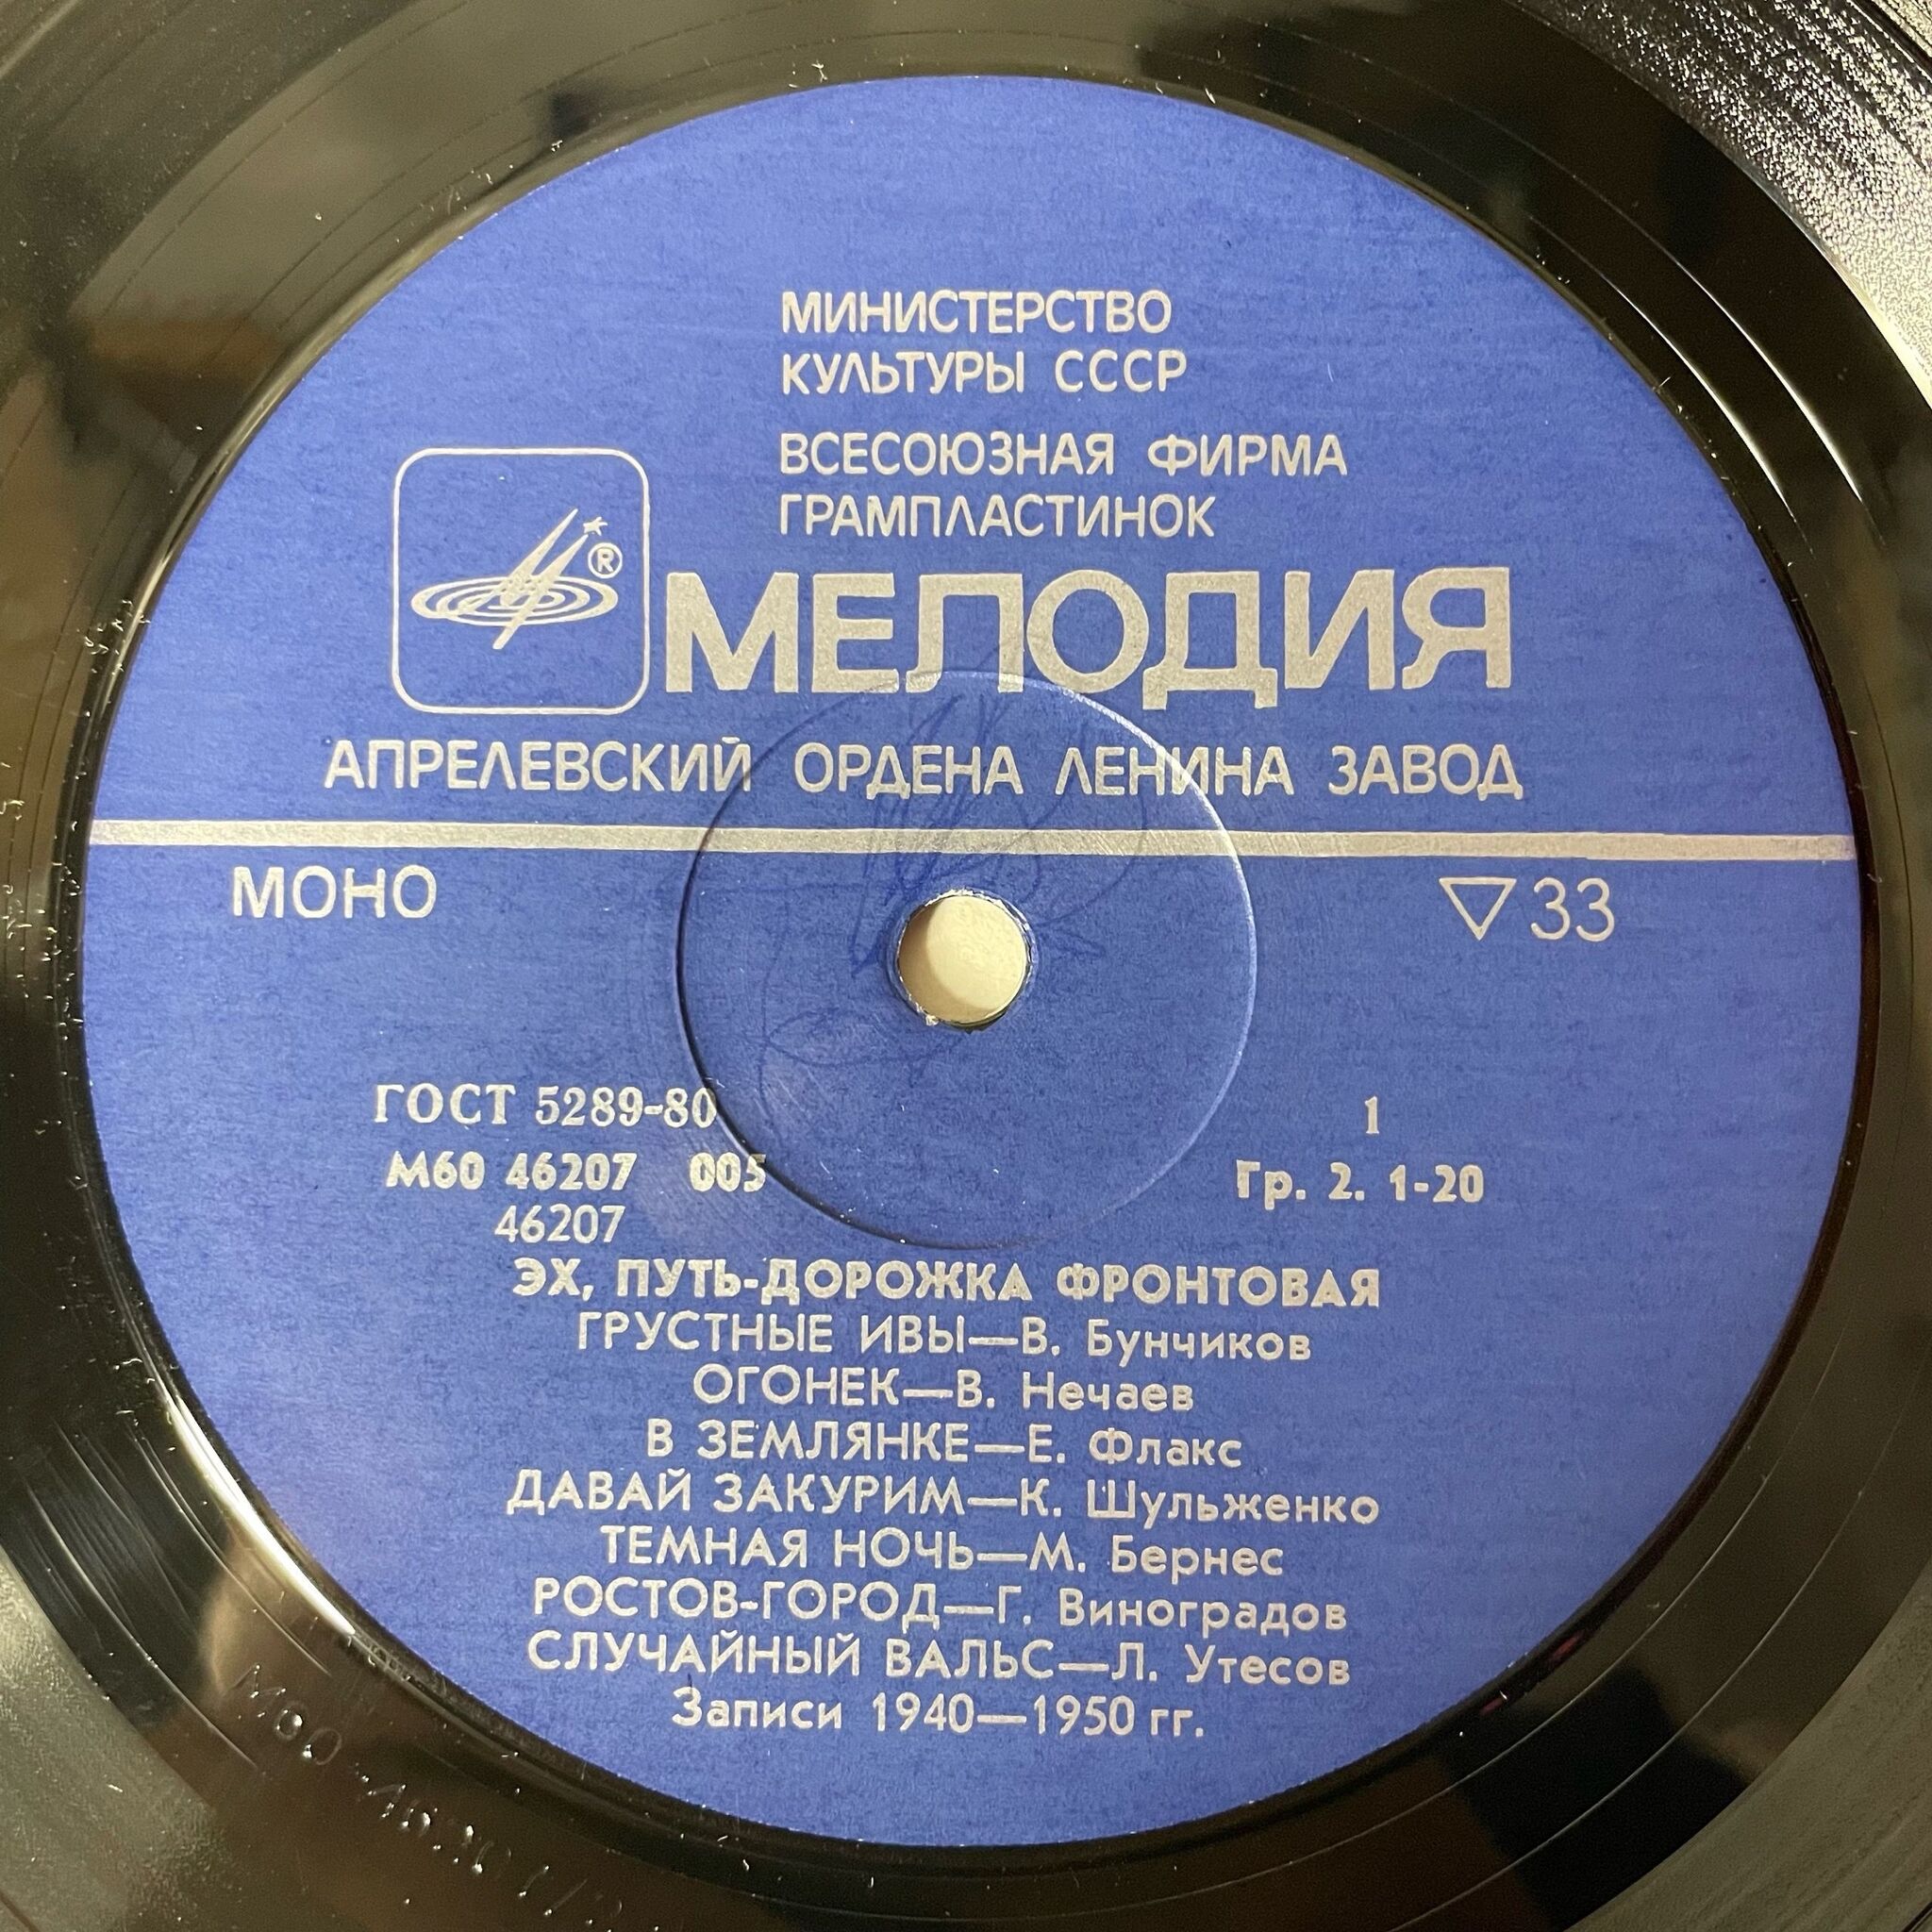 МИНИСТЕРСТВО
КУЛЬТУРЫ СССР
ВСЕСОЮЗНАЯ ФИРМА
ГРАМПЛАСТИНОК
®
МЕЛОДИЯ
АПРЕЛЕВСКИЙ ОРДЕНА ЛЕНИНА ЗАВОД
МОНО ▽ 33
ГОСТ 5289-80 1
М60 46207 005 Гр. 2. 1-20
46207
ЭХ, ПУТЬ-ДОРОЖКА ФРОНТОВАЯ
ГРУСТНЫЕ ИВЫ—В. Бунчиков
ОГОНЕК—В. Нечаев
В ЗЕМЛЯНКЕ—Е. Флакс
ДАВАЙ ЗАКУРИМ—К. Шульженко
ТЕМНАЯ НОЧЬ—М. Бернес
РОСТОВ-ГОРОД—Г. Виноградов
СЛУЧАЙНЫЙ ВАЛЬС—Л. Утесов
Записи 1940—1950 гг.